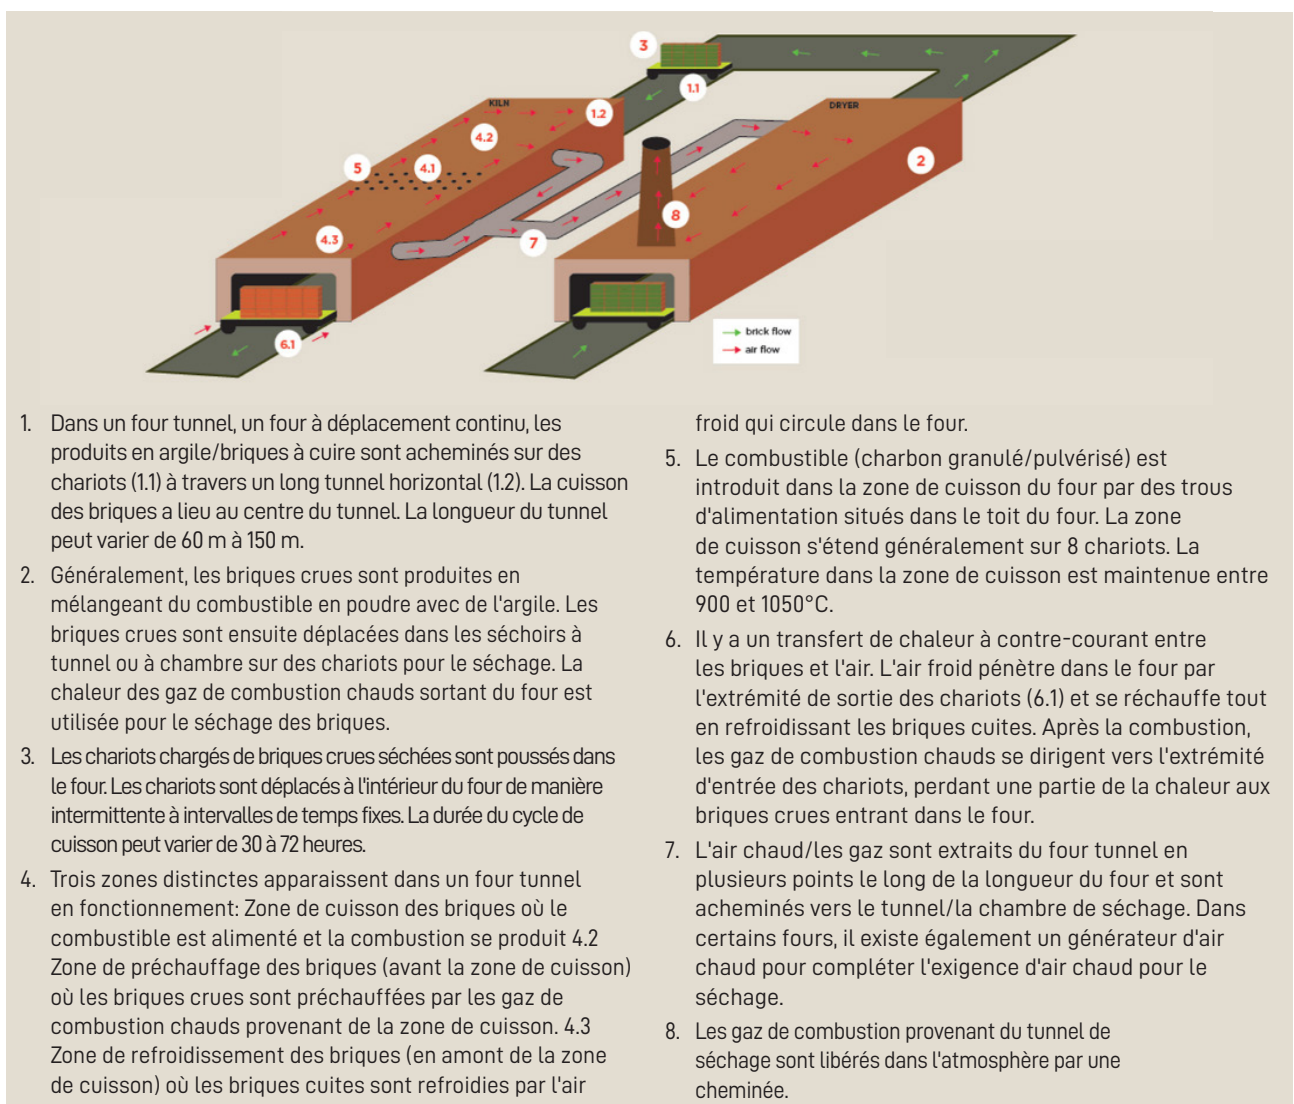 3
1.1
KILN
1.2
DRYER
4.2
5
4.1
2
8
4.3
7
6.1
brick flow
air flow
1. Dans un four tunnel, un four à déplacement continu, les
produits en argile/briques à cuire sont acheminés sur des
chariots (1.1) à travers un long tunnel horizontal (1.2). La cuisson
des briques a lieu au centre du tunnel. La longueur du tunnel
peut varier de 60 m à 150 m.
2. Généralement, les briques crues sont produites en
mélangeant du combustible en poudre avec de l'argile. Les
briques crues sont ensuite déplacées dans les séchoirs à
tunnel ou à chambre sur des chariots pour le séchage. La
chaleur des gaz de combustion chauds sortant du four est
utilisée pour le séchage des briques.
3. Les chariots chargés de briques crues séchées sont poussés dans
le four. Les chariots sont déplacés à l'intérieur du four de manière
intermittente à intervalles de temps fixes. La durée du cycle de
cuisson peut varier de 30 à 72 heures.
4. Trois zones distinctes apparaissent dans un four tunnel
en fonctionnement: Zone de cuisson des briques où le
combustible est alimenté et la combustion se produit 4.2
Zone de préchauffage des briques (avant la zone de cuisson)
où les briques crues sont préchauffées par les gaz de
combustion chauds provenant de la zone de cuisson. 4.3
Zone de refroidissement des briques (en amont de la zone
de cuisson) où les briques cuites sont refroidies par l'air
froid qui circule dans le four.
5. Le combustible (charbon granulé/pulvérisé) est
introduit dans la zone de cuisson du four par des trous
d'alimentation situés dans le toit du four. La zone
de cuisson s'étend généralement sur 8 chariots. La
température dans la zone de cuisson est maintenue entre
900 et 1050°C.
6. Il y a un transfert de chaleur à contre-courant entre
les briques et l'air. L'air froid pénètre dans le four par
l'extrémité de sortie des chariots (6.1) et se réchauffe tout
en refroidissant les briques cuites. Après la combustion,
les gaz de combustion chauds se dirigent vers l'extrémité
d'entrée des chariots, perdant une partie de la chaleur aux
briques crues entrant dans le four.
7. L'air chaud/les gaz sont extraits du four tunnel en
plusieurs points le long de la longueur du four et sont
acheminés vers le tunnel/la chambre de séchage. Dans
certains fours, il existe également un générateur d'air
chaud pour compléter l'exigence d'air chaud pour le
séchage.
8. Les gaz de combustion provenant du tunnel de
séchage sont libérés dans l'atmosphère par une
cheminée.